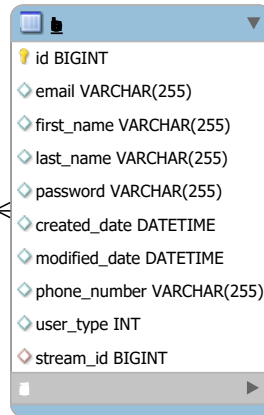 id BIGINT
email VARCHAR(255)
first_name VARCHAR(255)
last_name VARCHAR(255)
password VARCHAR(255)
created_date DATETIME
modified_date DATETIME
phone_number VARCHAR(255)
user_type INT
stream_id BIGINT